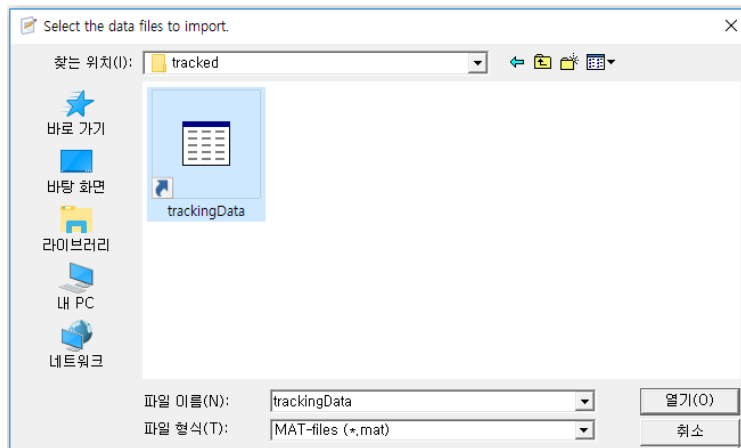 Select the data files to import.
찾는 위치(I):
tracked
바로 가기
바탕 화면
라이브러리
내 PC
네트워크
trackingData
파일 이름(N):
trackingData
열기(O)
파일 형식(T):
MAT-files (*.mat)
취소